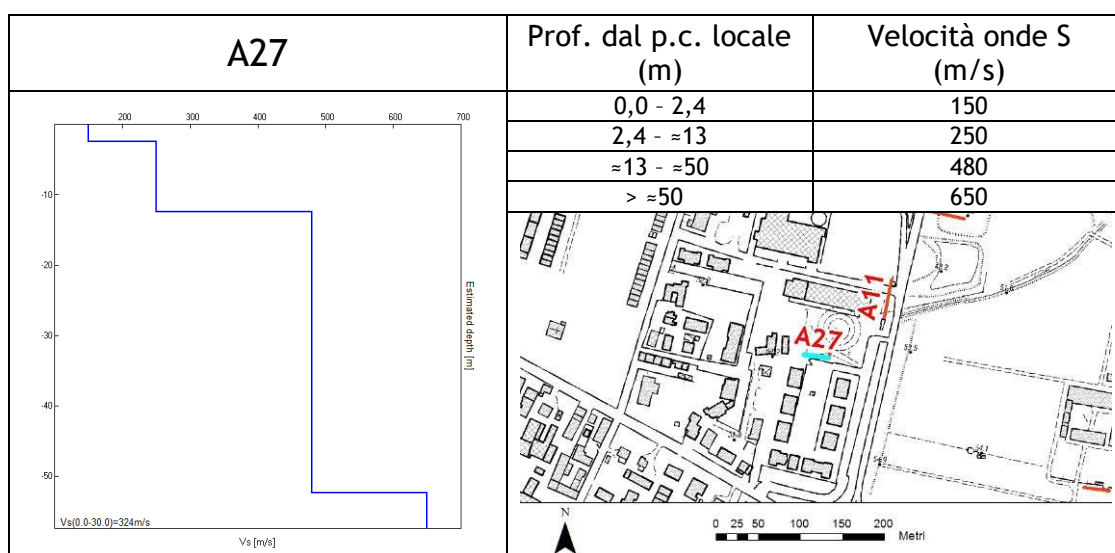 A27
Prof. dal p.c. locale
(m)
Velocità onde S
(m/s)
0,0 – 2,4
150
2,4 – ≈13
250
≈13 – ≈50
480
> ≈50
650
200
300
400
500
600
700
-10
-20
-30
-40
-50
Estimated depth [m]
Vs(0.0-30.0)=324m/s
Vs [m/s]
A11
A27
N
0 25 50 100 150 200
Metri